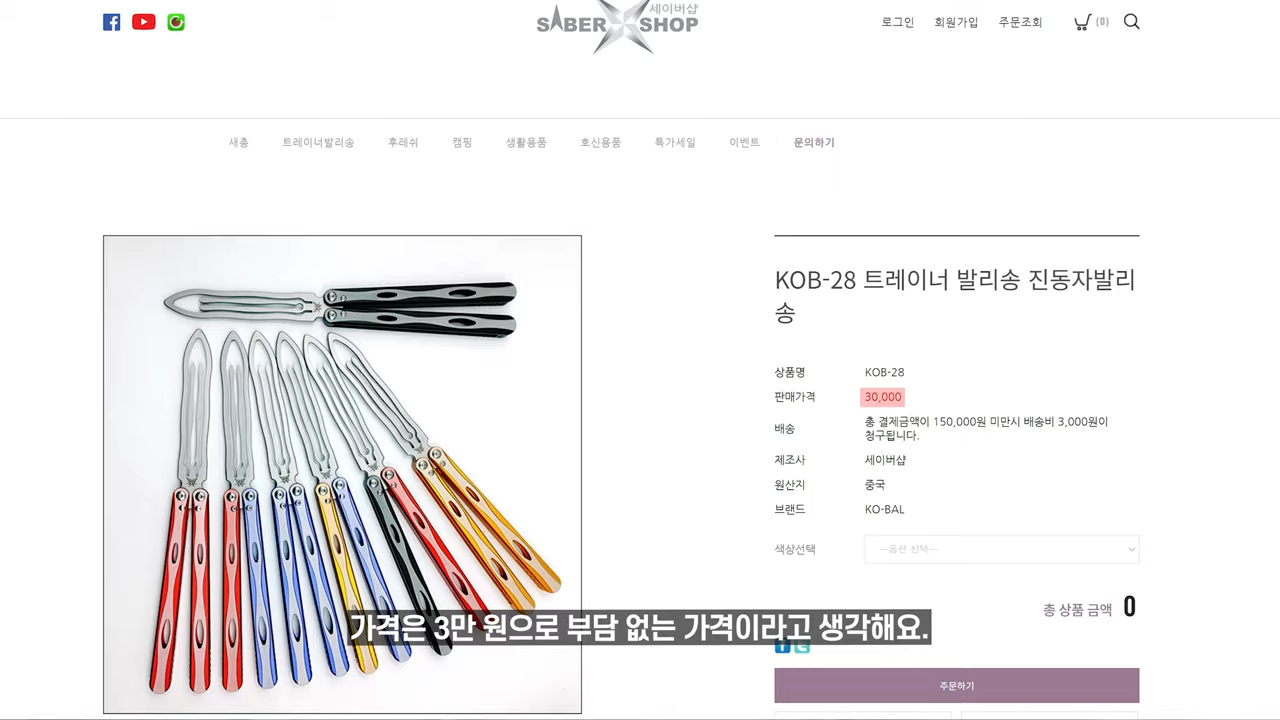 세이버샵
SABER SHOP
로그인 회원가입 주문조회 (0)
새총 트레이너발리송 후레쉬 캠핑 생활용품 호신용품 특가세일 이벤트 문의하기
KOB-28 트레이너 발리송 진동자발리
송
상품명 KOB-28
판매가격 30,000
배송 총 결제금액이 150,000원 미만시 배송비 3,000원이
청구됩니다.
제조사 세이버샵
원산지 중국
브랜드 KO-BAL
색상선택 ---옵션 선택---
총 상품 금액 0
가격은 3만 원으로 부담 없는 가격이라고 생각해요.
주문하기